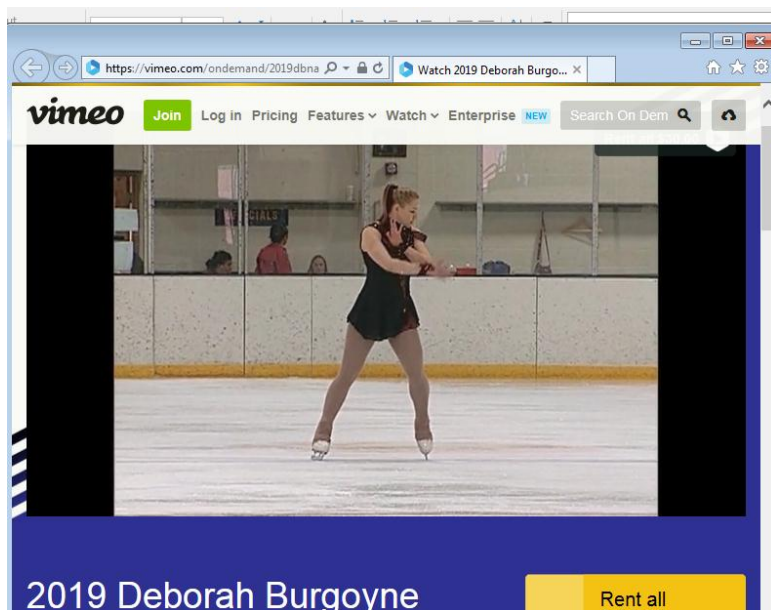 https://vimeo.com/ondemand/2019dbna
Watch 2019 Deborah Burgo...
vimeo
Join Log in Pricing Features Watch Enterprise NEW Search On Dem
2019 Deborah Burgoyne
Rent all